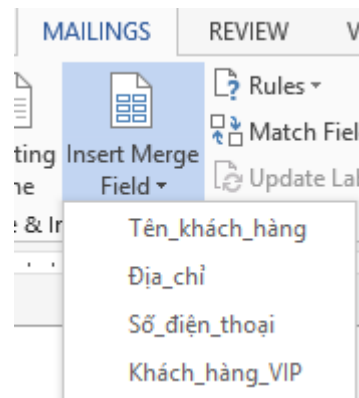 MAILINGS
REVIEW
Rules
Insert Merge
Field
Match Fiel
Update Lal
Tên_khách_hàng
Địa_chỉ
Số_điện_thoại
Khách_hàng_VIP